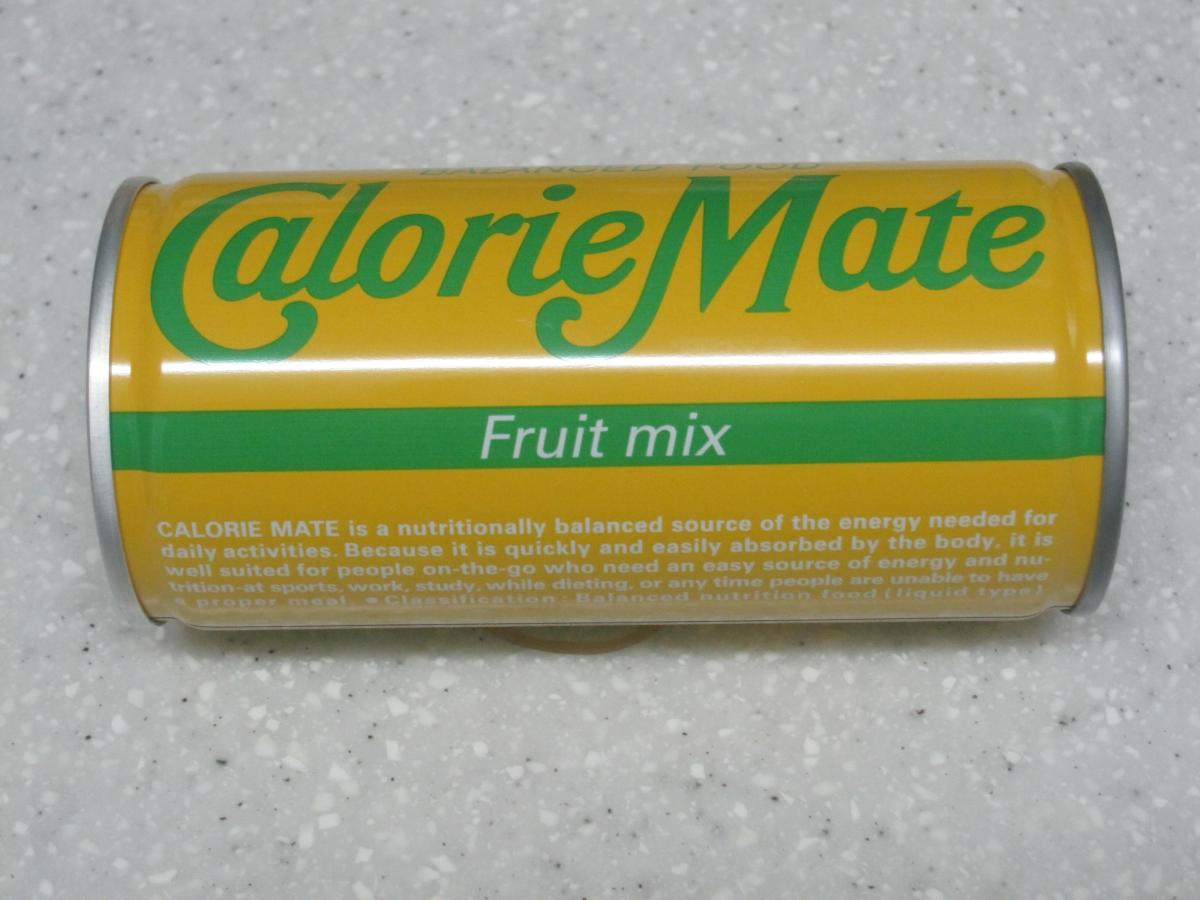 BALANCED FOOD
CalorieMate
Fruit mix
CALORIE MATE is a nutritionally balanced source of the energy needed for
daily activities. Because it is quickly and easily absorbed by the body, it is
well suited for people on-the-go who need an easy source of energy and nu-
trition-at sports, work, study, while dieting, or any time people are unable to have
a proper meal. ●Classification: Balanced nutrition food (liquid type)